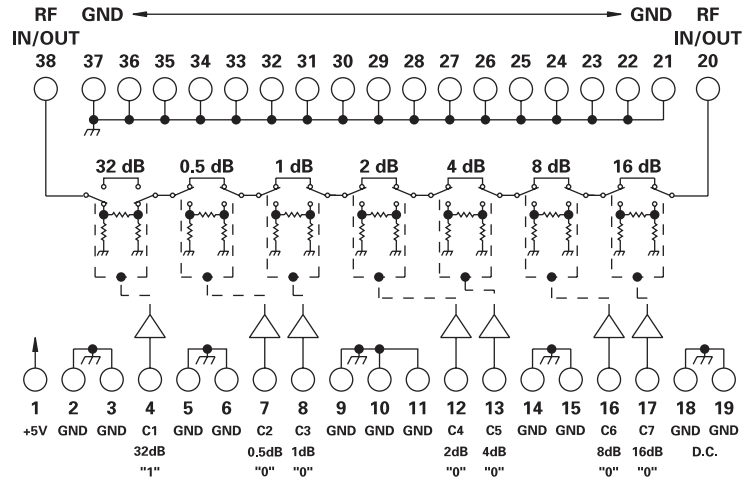 RF GND GND RF
IN/OUT IN/OUT
38 37 36 35 34 33 32 31 30 29 28 27 26 25 24 23 22 21 20
32 dB 0.5 dB 1 dB 2 dB 4 dB 8 dB 16 dB
1 2 3 4 5 6 7 8 9 10 11 12 13 14 15 16 17 18 19
+5V GND GND C1 GND GND C2 C3 GND GND GND C4 C5 GND GND C6 C7 GND GND
32dB 0.5dB 1dB 2dB 4dB 8dB 16dB D.C.
"1" "0" "0" "0" "0" "0" "0"